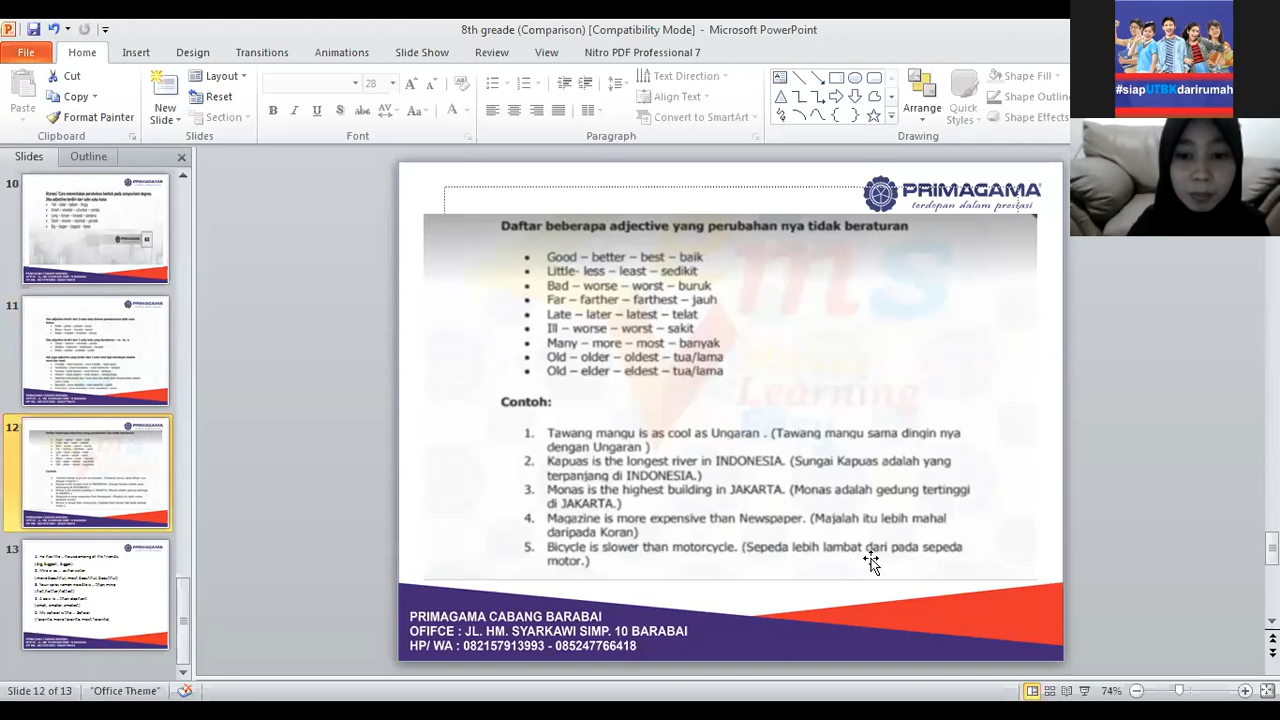 8th greade (Comparison) [Compatibility Mode] - Microsoft PowerPoint
File Home Insert Design Transitions Animations Slide Show Review View Nitro PDF Professional 7
Paste
Cut
Copy
Format Painter
Clipboard
New Slide
Layout
Reset
Section
Slides
28
Font
Text Direction
Align Text
Convert to SmartArt
Paragraph
Arrange
Quick Styles
Shape Fill
Shape Outline
Shape Effects
Drawing
#siapUTBKdarirumah
Slides Outline
10
11
12
13
PRIMAGAMA
terdepan dalam prestasi
Daftar beberapa adjective yang perubahan nya tidak beraturan
• Good – better – best – baik
• Little- less – least – sedikit
• Bad – worse – worst – buruk
• Far – farther – farthest – jauh
• Late – later – latest – telat
• Ill – worse – worst – sakit
• Many – more – most – banyak
• Old – older – oldest – tua/lama
• Old – elder – eldest – tua/lama
Contoh:
1. Tawang mangu is as cool as Ungaran . (Tawang mangu sama dingin nya
dengan Ungaran )
2. Kapuas is the longest river in INDONESIA. (Sungai Kapuas adalah yang
terpanjang di INDONESIA.)
3. Monas is the highest building in adalah gedung tertinggi
di JAKARTA.)
4. Magazine is more expensive than Newspaper. (Majalah itu lebih mahal
daripada Koran)
5. Bicycle is slower than motorcycle. (Sepeda lebih lambat dari pada sepeda
motor.)
PRIMAGAMA CABANG BARABAI
OFIFCE : JL. HM. SYARKAWI SIMP. 10 BARABAI
HP/ WA : 082157913993 - 085247766418
Slide 12 of 13 "Office Theme" 74%